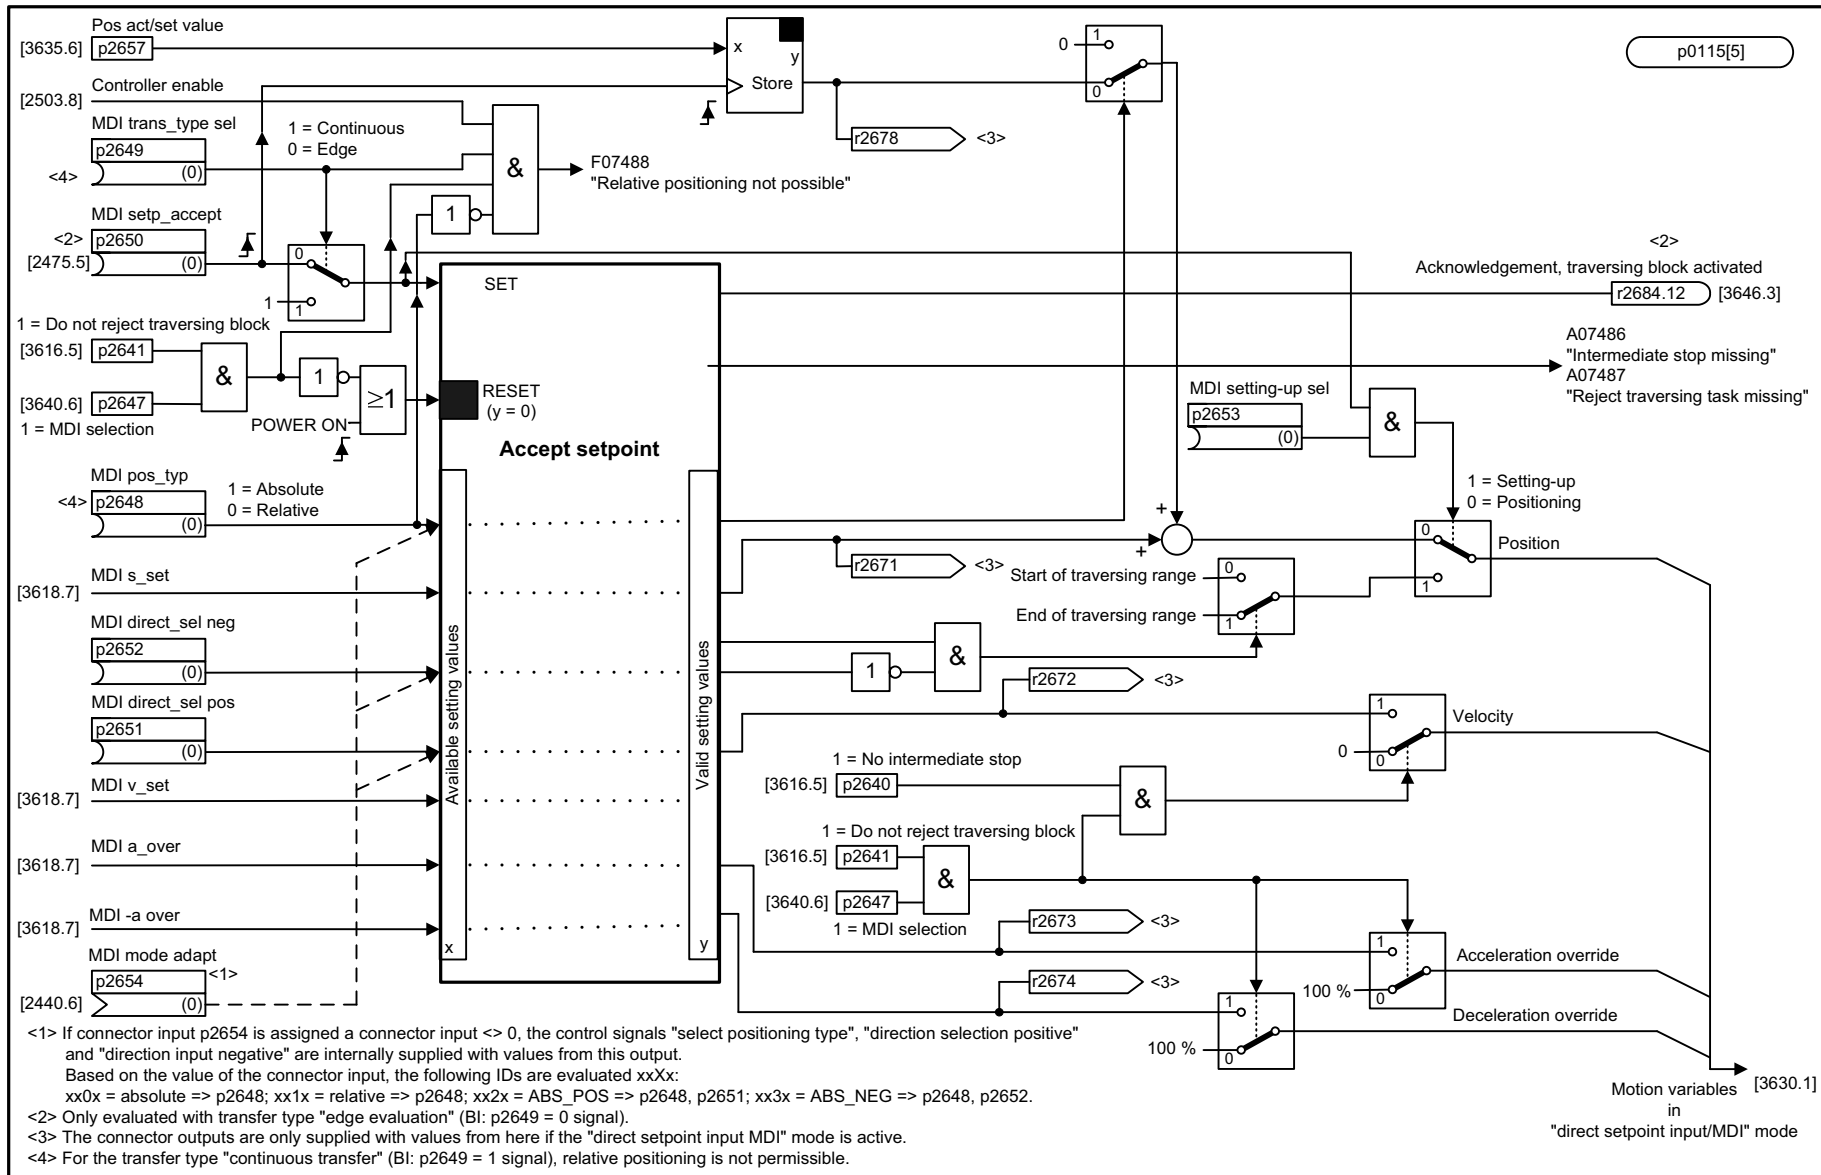 Pos act/set value
[3635.6] p2657
Controller enable
[2503.8]
MDI trans_type sel
p2649
(0)
<4>
1 = Continuous
0 = Edge
MDI setp_accept
<2> p2650
[2475.5] (0)
0
1
1
1 = Do not reject traversing block
[3616.5] p2641
&
[3640.6] p2647
1 = MDI selection
1
≥1
POWER ON
MDI pos_typ
<4> p2648
(0)
1 = Absolute
0 = Relative
MDI s_set
[3618.7]
MDI direct_sel neg
p2652
(0)
MDI direct_sel pos
p2651
(0)
MDI v_set
[3618.7]
MDI a_over
[3618.7]
MDI -a over
[3618.7]
MDI mode adapt
p2654 <1>
[2440.6] (0)
x
y
Store
&
1
F07488
"Relative positioning not possible"
r2678 <3>
0
1
0
p0115[5]
SET
RESET
(y = 0)
Accept setpoint
Available setting values
x
Valid setting values
y
<2>
Acknowledgement, traversing block activated
r2684.12 [3646.3]
A07486
"Intermediate stop missing"
A07487
"Reject traversing task missing"
MDI setting-up sel
p2653
(0)
&
1 = Setting-up
0 = Positioning
+
+
0
1
Position
r2671 <3>
Start of traversing range
0
End of traversing range
1
1
&
r2672 <3>
1
Velocity
0
0
1 = No intermediate stop
[3616.5] p2640
&
1 = Do not reject traversing block
[3616.5] p2641
&
[3640.6] p2647
1 = MDI selection
r2673 <3>
1
Acceleration override
100 %
0
r2674 <3>
1
Deceleration override
100 %
0
Motion variables [3630.1]
in
"direct setpoint input/MDI" mode
<1> If connector input p2654 is assigned a connector input <> 0, the control signals "select positioning type", "direction selection positive"
and "direction input negative" are internally supplied with values from this output.
Based on the value of the connector input, the following IDs are evaluated xxXx:
xx0x = absolute => p2648; xx1x = relative => p2648; xx2x = ABS_POS => p2648, p2651; xx3x = ABS_NEG => p2648, p2652.
<2> Only evaluated with transfer type "edge evaluation" (BI: p2649 = 0 signal).
<3> The connector outputs are only supplied with values from here if the "direct setpoint input MDI" mode is active.
<4> For the transfer type "continuous transfer" (BI: p2649 = 1 signal), relative positioning is not permissible.